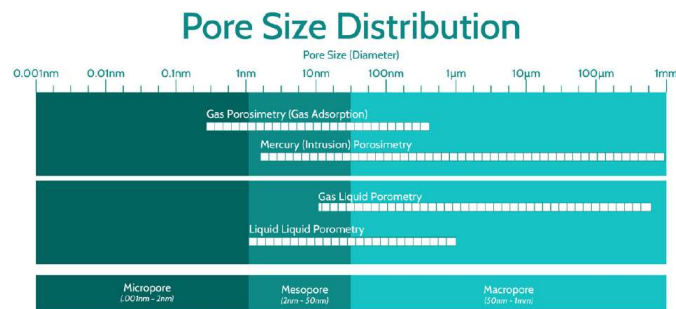 Pore Size Distribution
Pore Size (Diameter)
0.001nm 0.01nm 0.1nm 1nm 10nm 100nm 1μm 10μm 100μm 1mm
Gas Porosimetry (Gas Adsorption)
Mercury (Intrusion) Porosimetry
Gas Liquid Porometry
Liquid Liquid Porometry
Micropore Mesopore Macropore
(.001nm - 2nm) (2nm - 50nm) (50nm - 1mm)